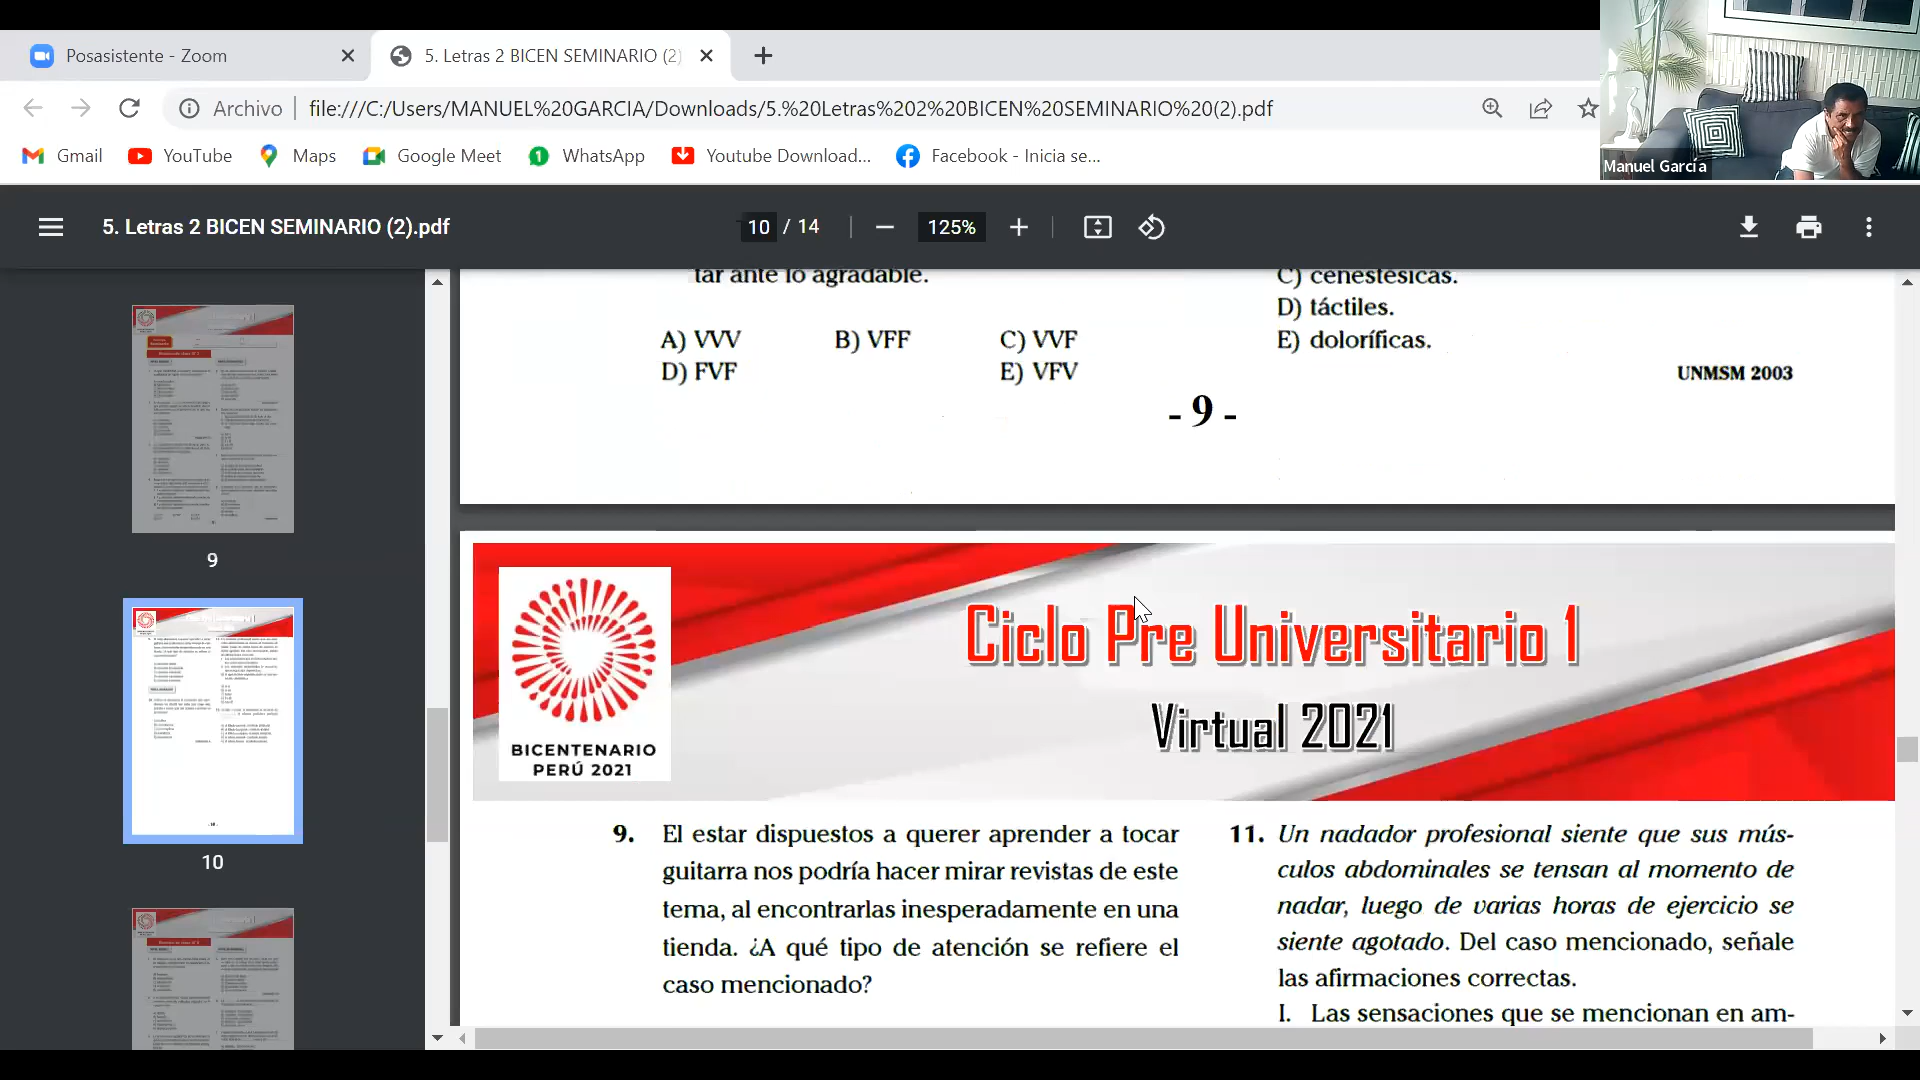 Posasistente - Zoom
5. Letras 2 BICEN SEMINARIO (2)
Archivo
file:///C:/Users/MANUEL%20GARCIA/Downloads/5.%20Letras%202%20BICEN%20SEMINARIO%20(2).pdf
Gmail
YouTube
Maps
Google Meet
WhatsApp
Youtube Download...
Facebook - Inicia se...
Manuel García
5. Letras 2 BICEN SEMINARIO (2).pdf
10 / 14
125%
9
10
tar ante lo agradable.
A) VVV B) VFF C) VVF
D) FVF E) VFV
C) cenestésicas.
D) táctiles.
E) doloríficas.
UNMSM 2003
- 9 -
BICENTENARIO
PERÚ 2021
Ciclo Pre Universitario 1
Virtual 2021
9. El estar dispuestos a querer aprender a tocar
guitarra nos podría hacer mirar revistas de este
tema, al encontrarlas inesperadamente en una
tienda. ¿A qué tipo de atención se refiere el
caso mencionado?
11. Un nadador profesional siente que sus mús-
culos abdominales se tensan al momento de
nadar, luego de varias horas de ejercicio se
siente agotado. Del caso mencionado, señale
las afirmaciones correctas.
I. Las sensaciones que se mencionan en am-